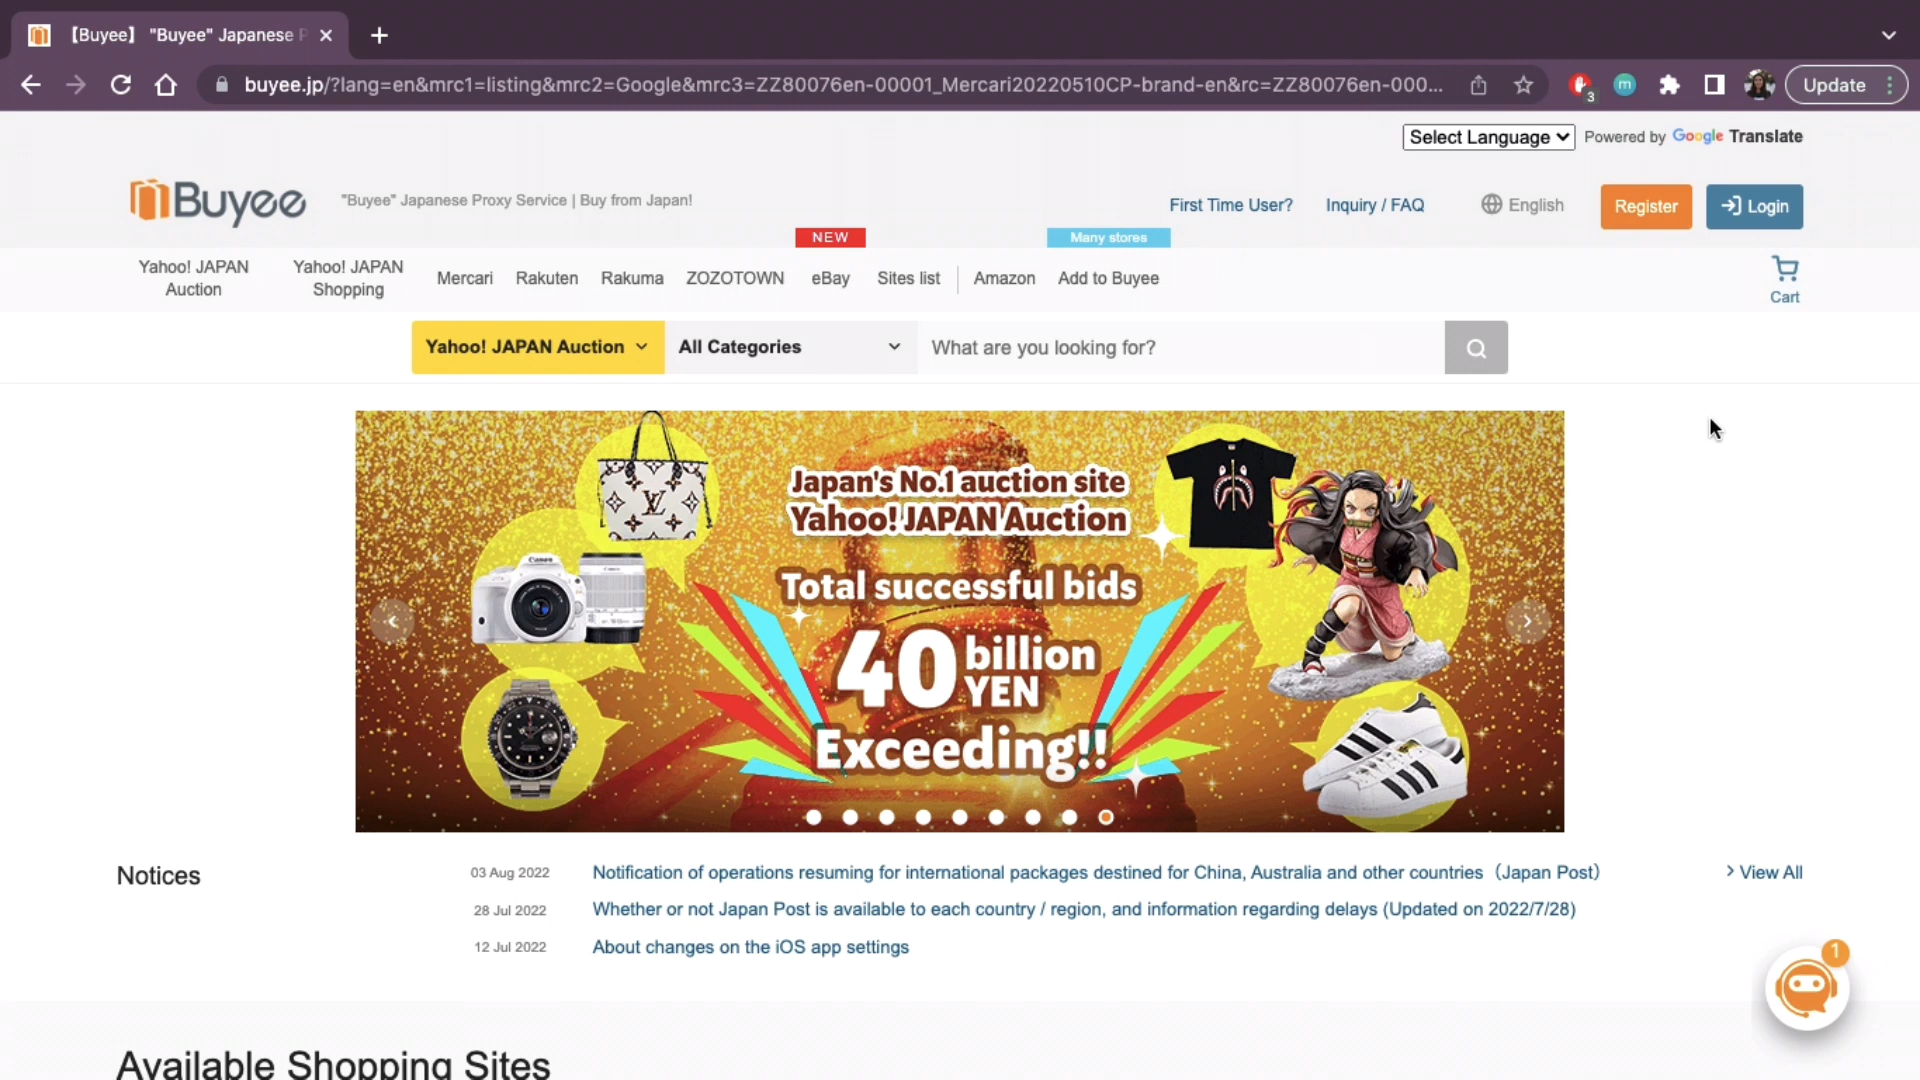 【Buyee】 "Buyee" Japanese P
buyee.jp/?lang=en&mrc1=listing&mrc2=Google&mrc3=ZZ80076en-00001_Mercari20220510CP-brand-en&rc=ZZ80076en-000...
3
m
Update
Select Language
Powered by Google Translate
Buyee
"Buyee" Japanese Proxy Service | Buy from Japan!
First Time User?
Inquiry / FAQ
English
Register
Login
NEW
Many stores
Yahoo! JAPAN
Auction
Yahoo! JAPAN
Shopping
Mercari
Rakuten
Rakuma
ZOZOTOWN
eBay
Sites list
Amazon
Add to Buyee
Cart
Yahoo! JAPAN Auction
All Categories
What are you looking for?
Japan's No.1 auction site
Yahoo! JAPAN Auction
Total successful bids
40 billion
YEN
Exceeding!!
Canon
LV
Notices
03 Aug 2022
Notification of operations resuming for international packages destined for China, Australia and other countries（Japan Post）
View All
28 Jul 2022
Whether or not Japan Post is available to each country / region, and information regarding delays (Updated on 2022/7/28)
12 Jul 2022
About changes on the iOS app settings
1
Available Shopping Sites